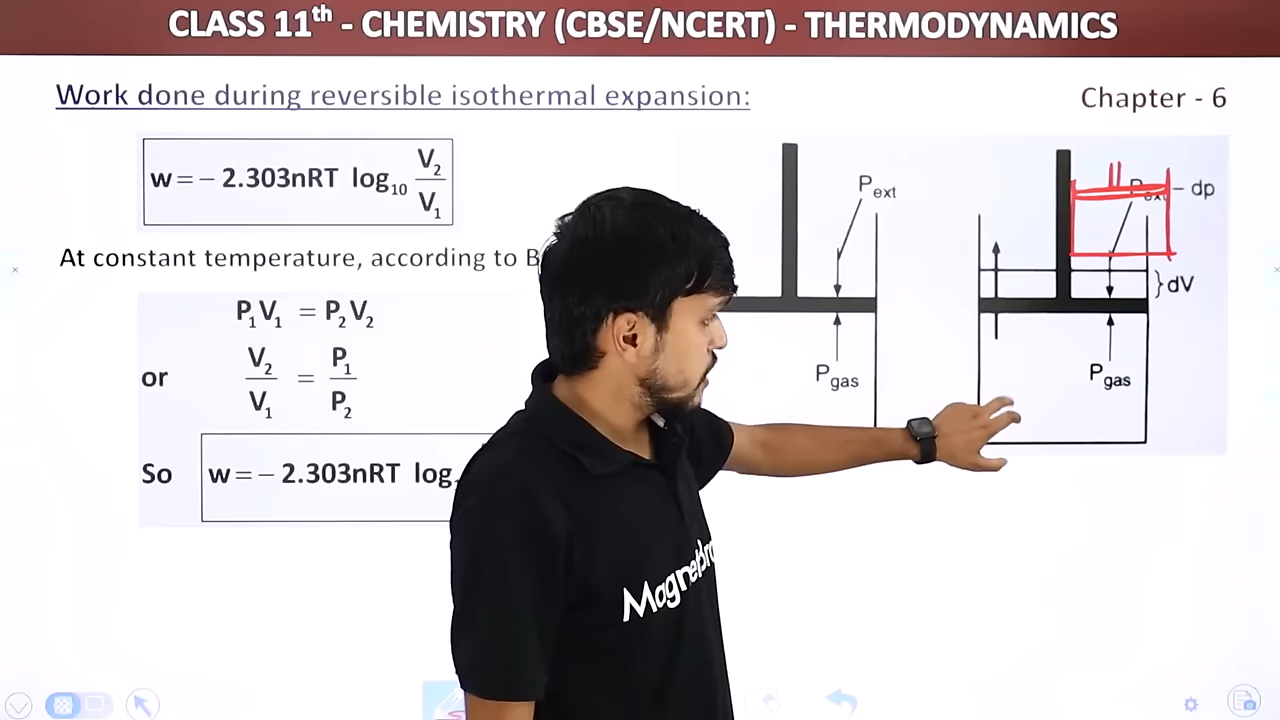 CLASS 11th - CHEMISTRY (CBSE/NCERT) - THERMODYNAMICS
Work done during reversible isothermal expansion:
Chapter - 6
w = – 2.303nRT log10 V2/V1
At constant temperature, according to
P1V1 = P2V2
or V2/V1 = P1/P2
So w = – 2.303nRT log
Pext
Pgas
– dp
}dV
Pgas